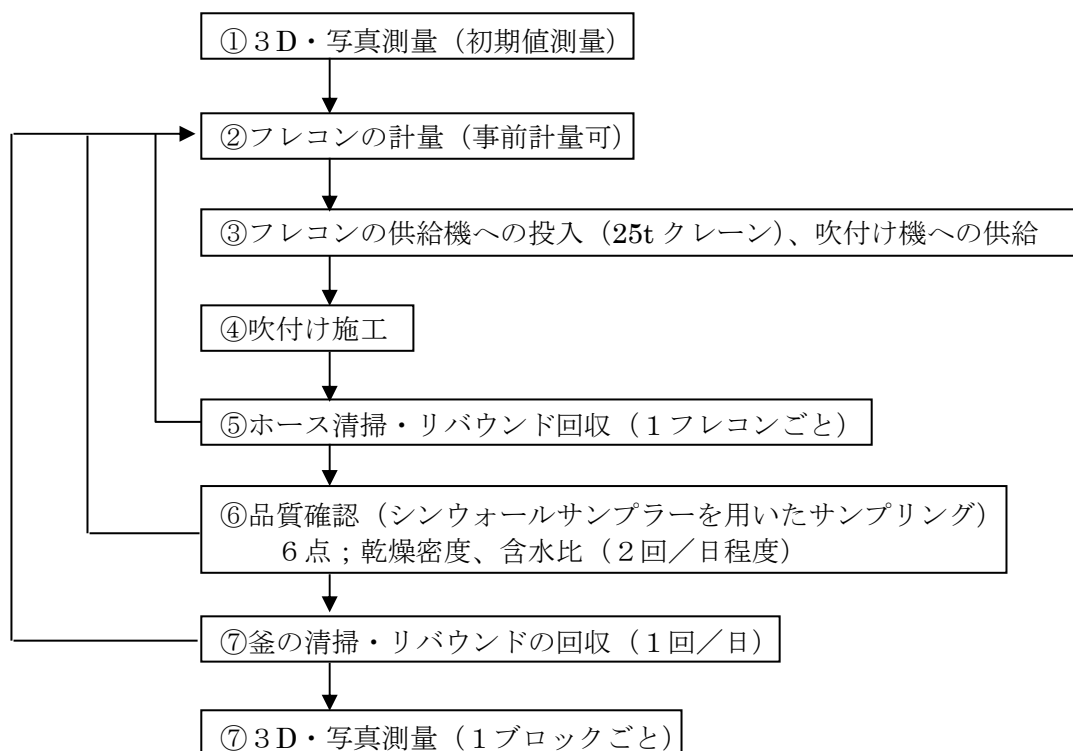 ①３D・写真測量（初期値測量）
②フレコンの計量（事前計量可）
③フレコンの供給機への投入（25t クレーン）、吹付け機への供給
④吹付け施工
⑤ホース清掃・リバウンド回収（１フレコンごと）
⑥品質確認（シンウォールサンプラーを用いたサンプリング）
６点；乾燥密度、含水比（２回／日程度）
⑦釜の清掃・リバウンドの回収（１回／日）
⑦３D・写真測量（１ブロックごと）